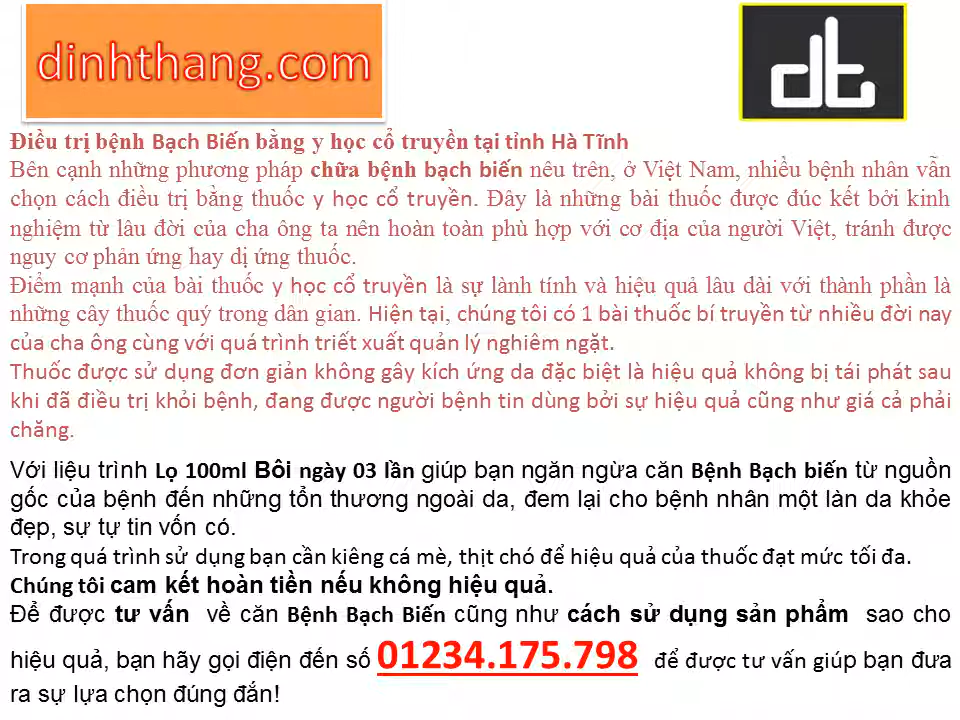 dinhthang.com
dt
Điều trị bệnh Bạch Biến bằng y học cổ truyền tại tỉnh Hà Tĩnh
Bên cạnh những phương pháp chữa bệnh bạch biến nêu trên, ở Việt Nam, nhiều bệnh nhân vẫn
chọn cách điều trị bằng thuốc y học cổ truyền. Đây là những bài thuốc được đúc kết bởi kinh
nghiệm từ lâu đời của cha ông ta nên hoàn toàn phù hợp với cơ địa của người Việt, tránh được
nguy cơ phản ứng hay dị ứng thuốc.
Điểm mạnh của bài thuốc y học cổ truyền là sự lành tính và hiệu quả lâu dài với thành phần là
những cây thuốc quý trong dân gian. Hiện tại, chúng tôi có 1 bài thuốc bí truyền từ nhiều đời nay
của cha ông cùng với quá trình triết xuất quản lý nghiêm ngặt.
Thuốc được sử dụng đơn giản không gây kích ứng da đặc biệt là hiệu quả không bị tái phát sau
khi đã điều trị khỏi bệnh, đang được người bệnh tin dùng bởi sự hiệu quả cũng như giá cả phải
chăng.
Với liệu trình Lọ 100ml Bôi ngày 03 lần giúp bạn ngăn ngừa căn Bệnh Bạch biến từ nguồn
gốc của bệnh đến những tổn thương ngoài da, đem lại cho bệnh nhân một làn da khỏe
đẹp, sự tự tin vốn có.
Trong quá trình sử dụng bạn cần kiêng cá mè, thịt chó để hiệu quả của thuốc đạt mức tối đa.
Chúng tôi cam kết hoàn tiền nếu không hiệu quả.
Để được tư vấn về căn Bệnh Bạch Biến cũng như cách sử dụng sản phẩm sao cho
hiệu quả, bạn hãy gọi điện đến số 01234.175.798 để được tư vấn giúp bạn đưa
ra sự lựa chọn đúng đắn!